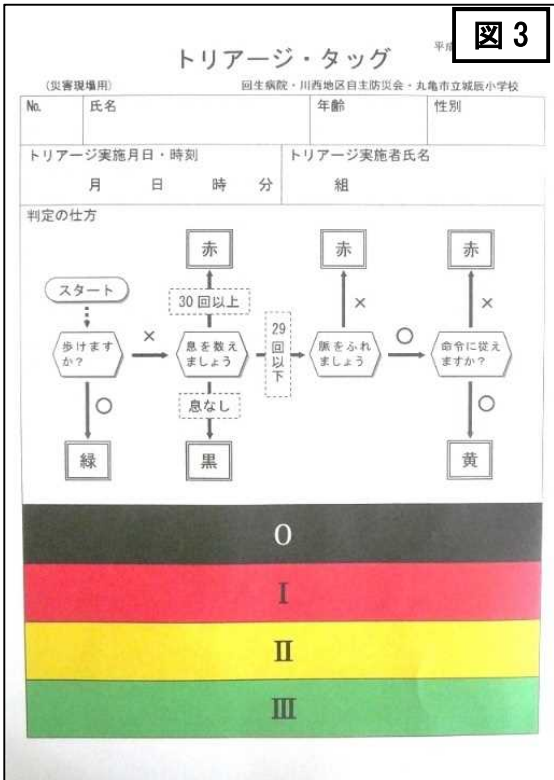 図３
平成
トリアージ・タッグ
(災害現場用)
回生病院・川西地区自主防災会・丸亀市立城辰小学校
No.
氏名
年齢
性別
トリアージ実施月日・時刻
トリアージ実施者氏名
月 日 時 分
組
判定の仕方
赤
赤
赤
スタート
30回以上
×
×
歩けます
か?
×
息を数え
ましょう
29
回
以
下
脈をふれ
ましょう
○
命令に従え
ますか?
○
息なし
○
緑
黒
黄
0
I
II
III